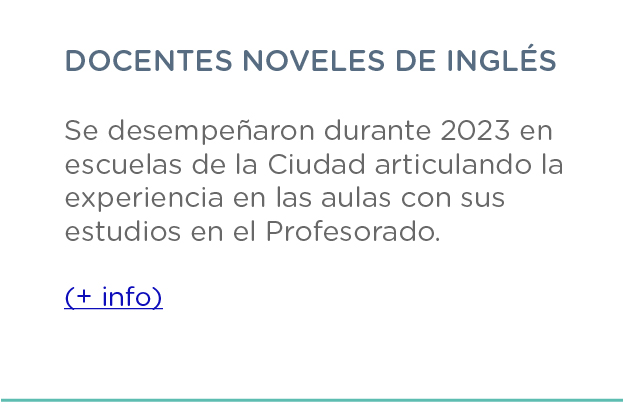 DOCENTES NOVELES DE INGLÉS
Se desempeñaron durante 2023 en
escuelas de la Ciudad articulando la
experiencia en las aulas con sus
estudios en el Profesorado.
(+ info)